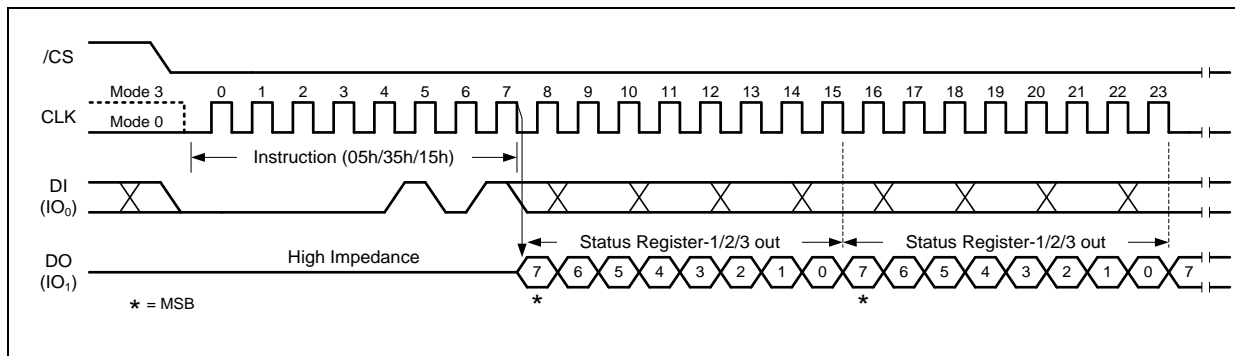 /CS
Mode 3 0 1 2 3 4 5 6 7 8 9 10 11 12 13 14 15 16 17 18 19 20 21 22 23
CLK
Mode 0
Instruction (05h/35h/15h)
DI
(IO0)
Status Register-1/2/3 out Status Register-1/2/3 out
High Impedance
DO
(IO1)
7 6 5 4 3 2 1 0 7 6 5 4 3 2 1 0 7
* *
* = MSB